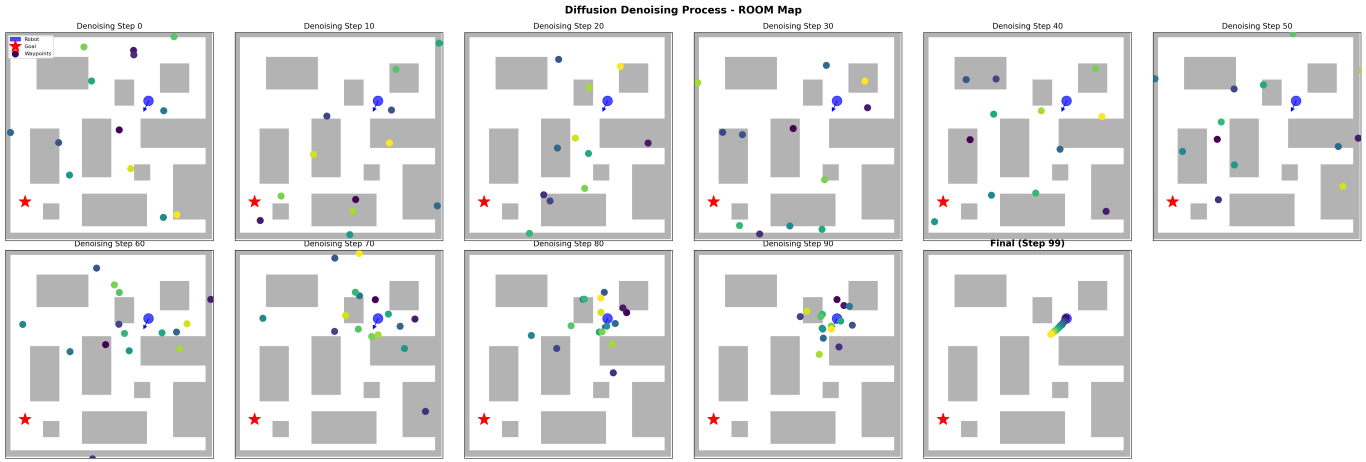 Diffusion Denoising Process - ROOM Map
Denoising Step 0
Denoising Step 10
Denoising Step 20
Denoising Step 30
Denoising Step 40
Denoising Step 50
Robot
Goal
Waypoints
Denoising Step 60
Denoising Step 70
Denoising Step 80
Denoising Step 90
Final (Step 99)